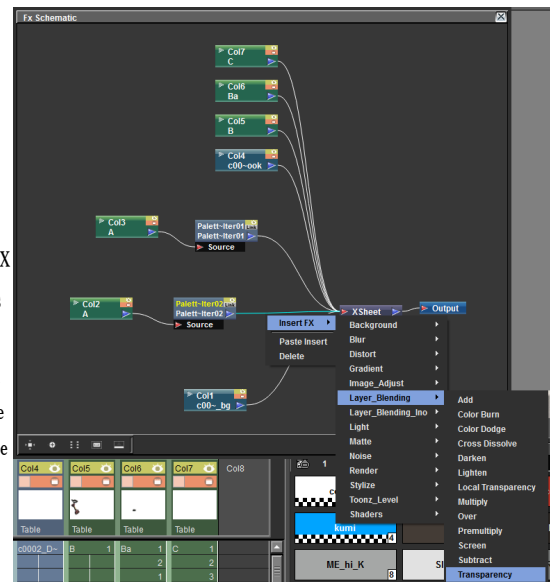 Fx Schematic
Col7
C
Col6
Ba
Col5
B
Col4
c00~ook
Col3
A
Palett~lter01
Palett~lter01
Source
X
Col2
A
Palett~lter02
Palett~lter02
Source
XSheet
Output
Col1
c00~_bg
Insert FX
Paste Insert
Delete
Background
Blur
Distort
Gradient
Image_Adjust
Layer_Blending
Layer_Blending_Ino
Light
Matte
Noise
Render
Stylize
Toonz_Level
Shaders
Add
Color Burn
Color Dodge
Cross Dissolve
Darken
Lighten
Local Transparency
Multiply
Over
Premultiply
Screen
Subtract
Transparency
e
e
Col4 Col5 Col6 Col7 Col8
Table Table Table Table
c0002_D~ B 1 Ba 1 C 1
2 2
1 3
1
kumi
4
ME_hi_K
8